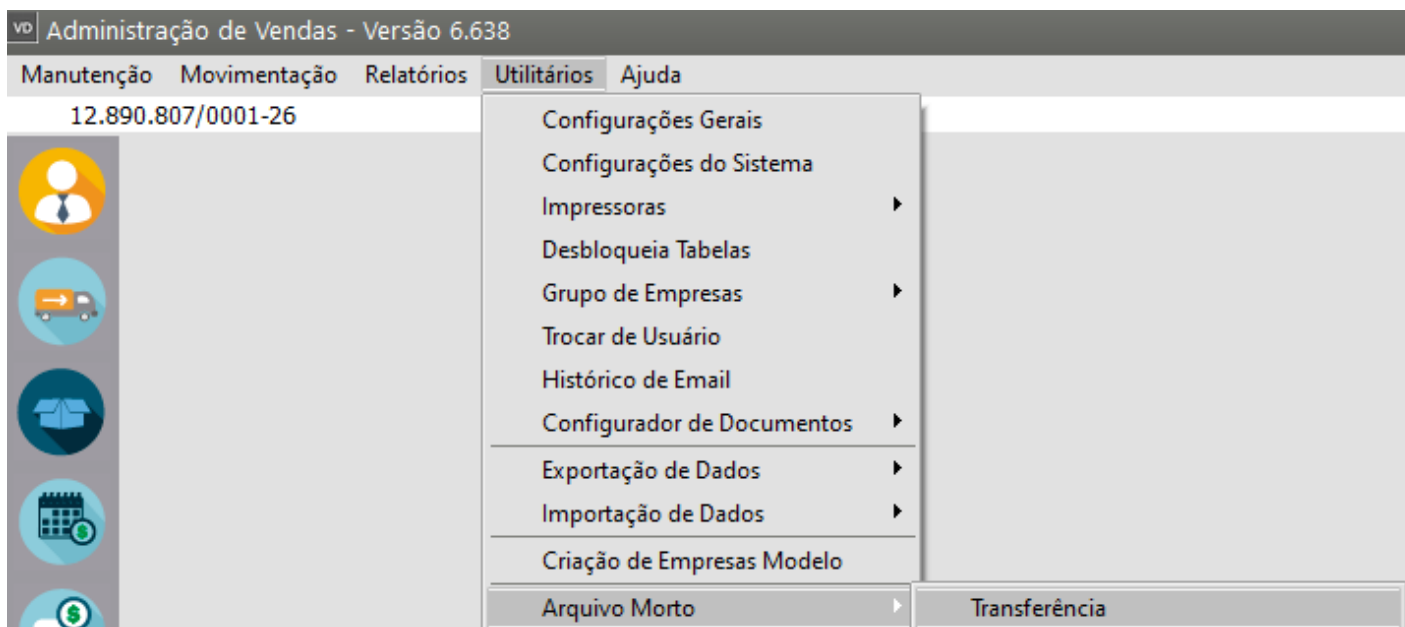 VD Administração de Vendas - Versão 6.638
Manutenção Movimentação Relatórios Utilitários Ajuda
12.890.807/0001-26
Configurações Gerais
Configurações do Sistema
Impressoras
Desbloqueia Tabelas
Grupo de Empresas
Trocar de Usuário
Histórico de Email
Configurador de Documentos
Exportação de Dados
Importação de Dados
Criação de Empresas Modelo
Arquivo Morto Transferência